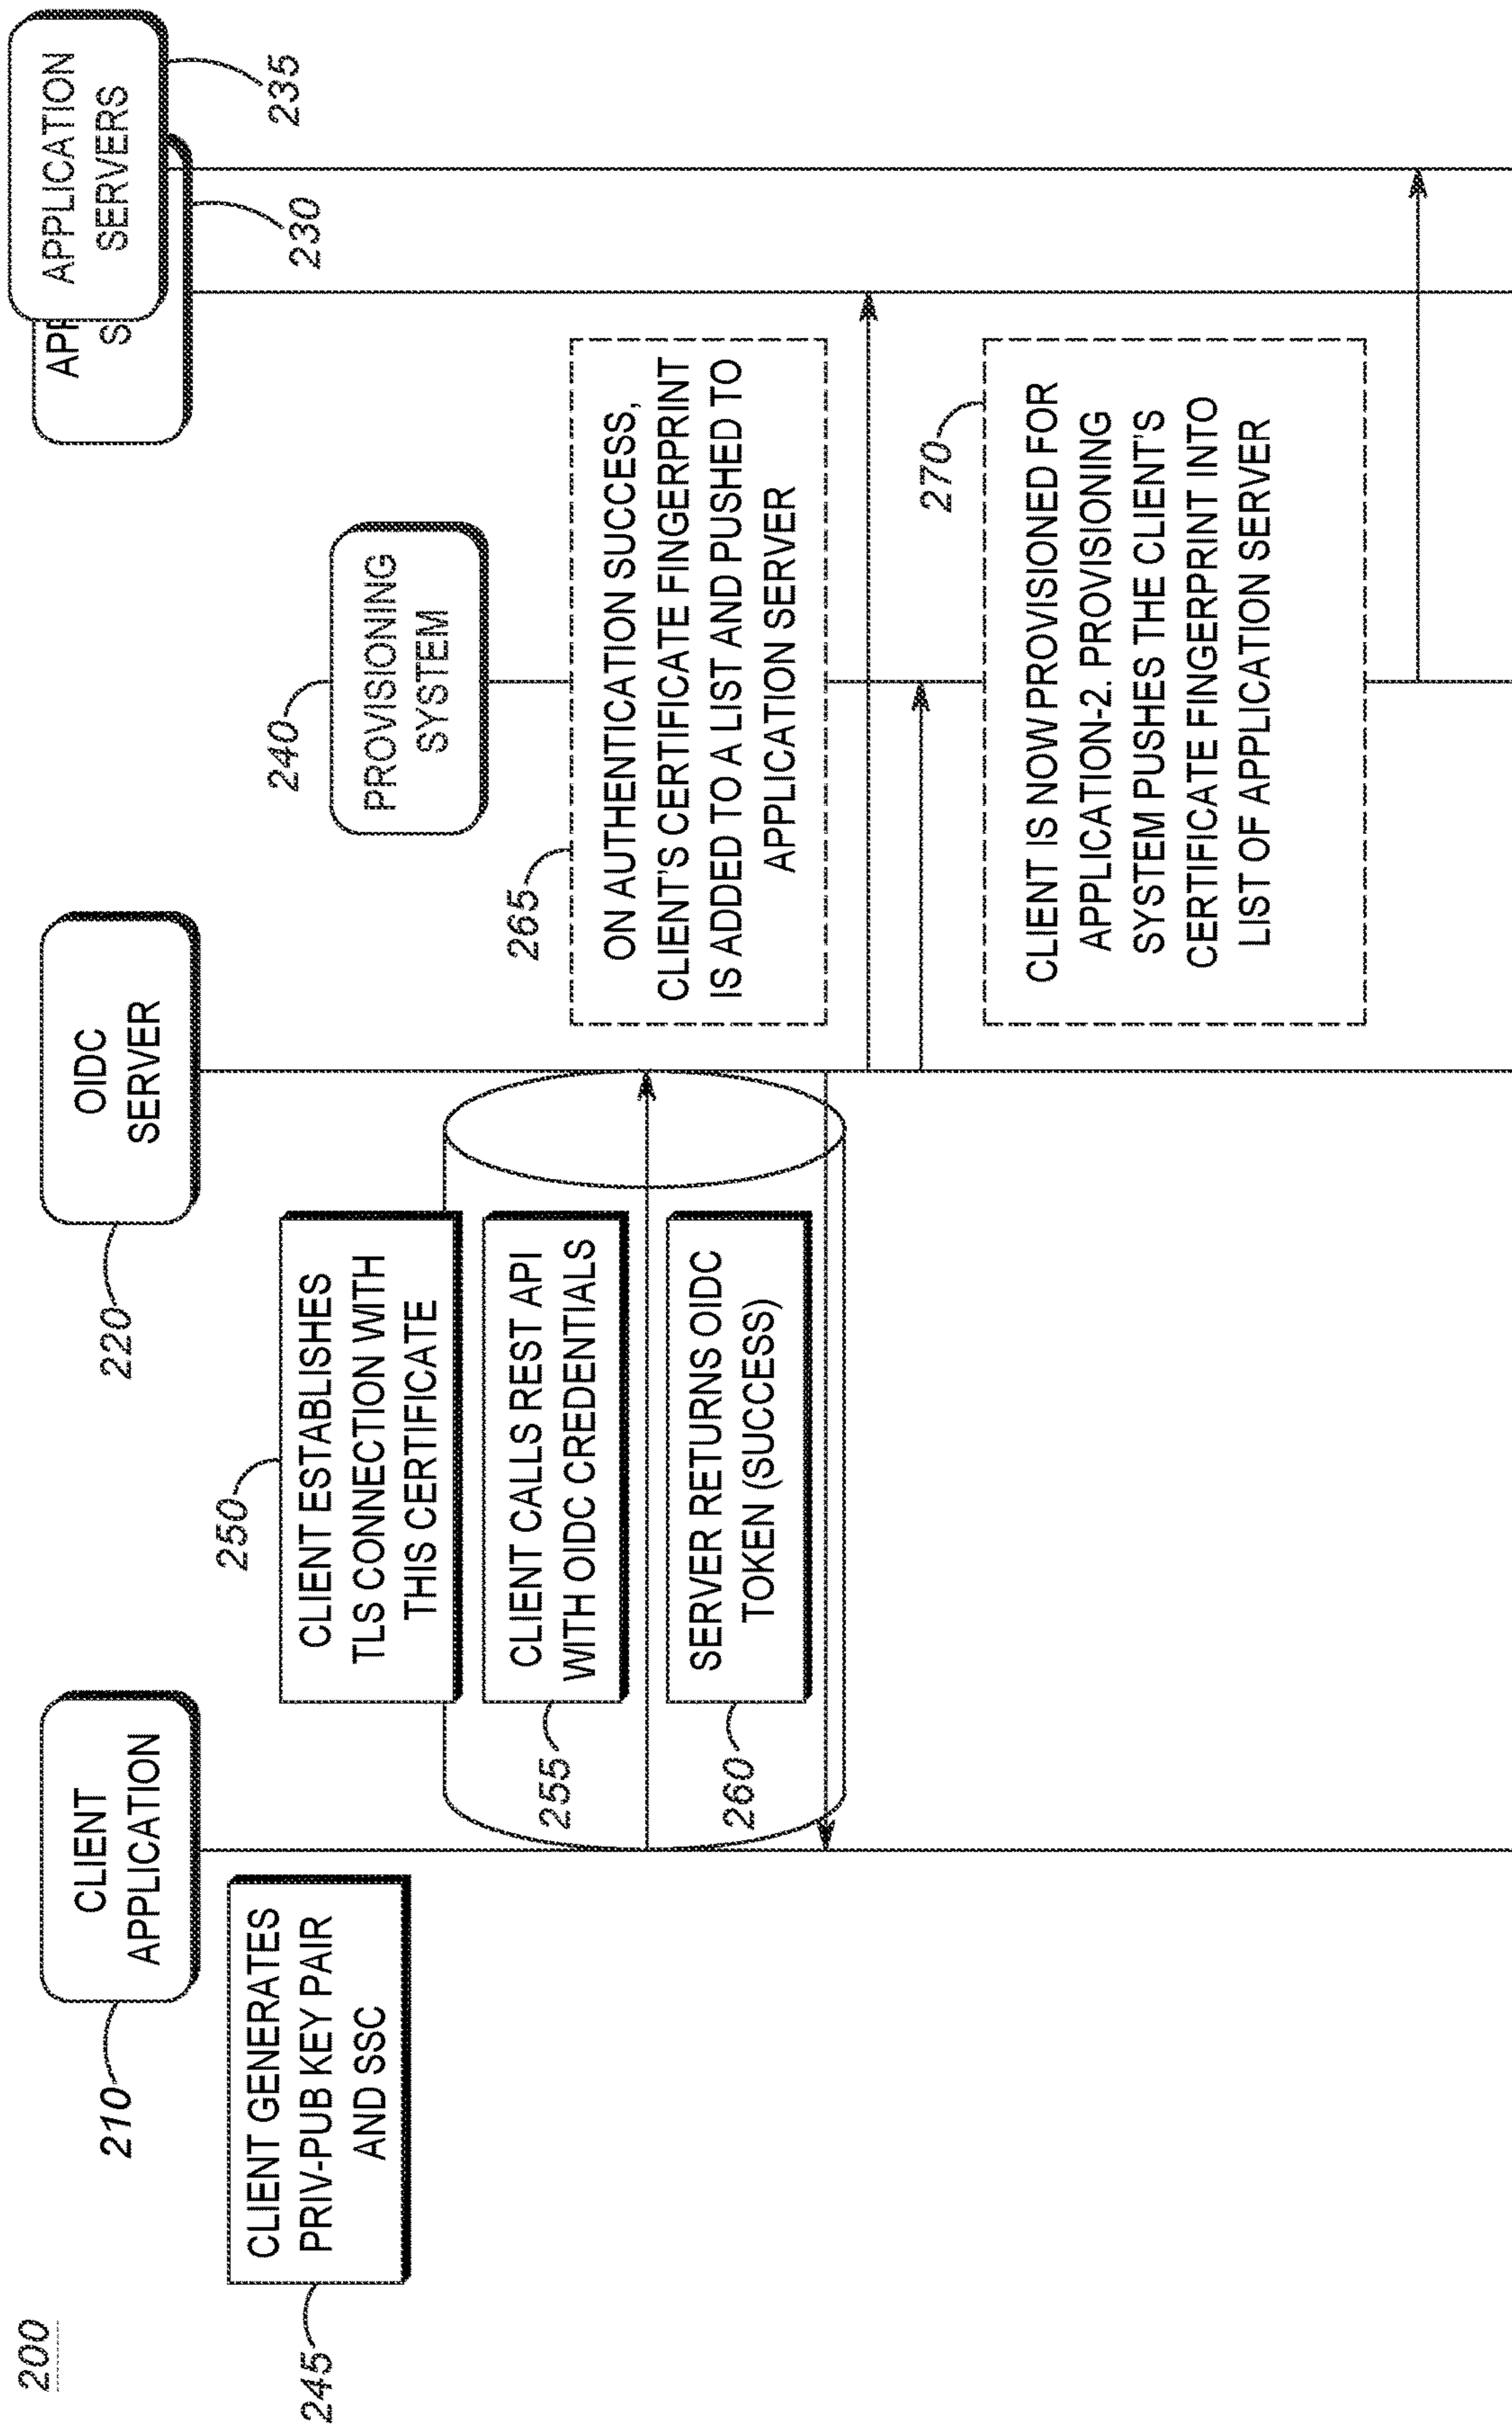 200
210
CLIENT
APPLICATION
220
OIDC
SERVER
240
PROVISIONING
SYSTEM
APP
S
230
APPLICATION
SERVERS
235
245
CLIENT GENERATES
PRIV-PUB KEY PAIR
AND SSC
250
CLIENT ESTABLISHES
TLS CONNECTION WITH
THIS CERTIFICATE
255
CLIENT CALLS REST API
WITH OIDC CREDENTIALS
260
SERVER RETURNS OIDC
TOKEN (SUCCESS)
265
ON AUTHENTICATION SUCCESS,
CLIENT'S CERTIFICATE FINGERPRINT
IS ADDED TO A LIST AND PUSHED TO
APPLICATION SERVER
270
CLIENT IS NOW PROVISIONED FOR
APPLICATION-2. PROVISIONING
SYSTEM PUSHES THE CLIENT'S
CERTIFICATE FINGERPRINT INTO
LIST OF APPLICATION SERVER